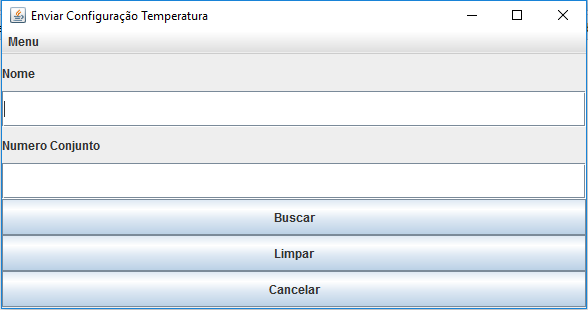 Enviar Configuração Temperatura
Menu
Nome
Numero Conjunto
Buscar
Limpar
Cancelar